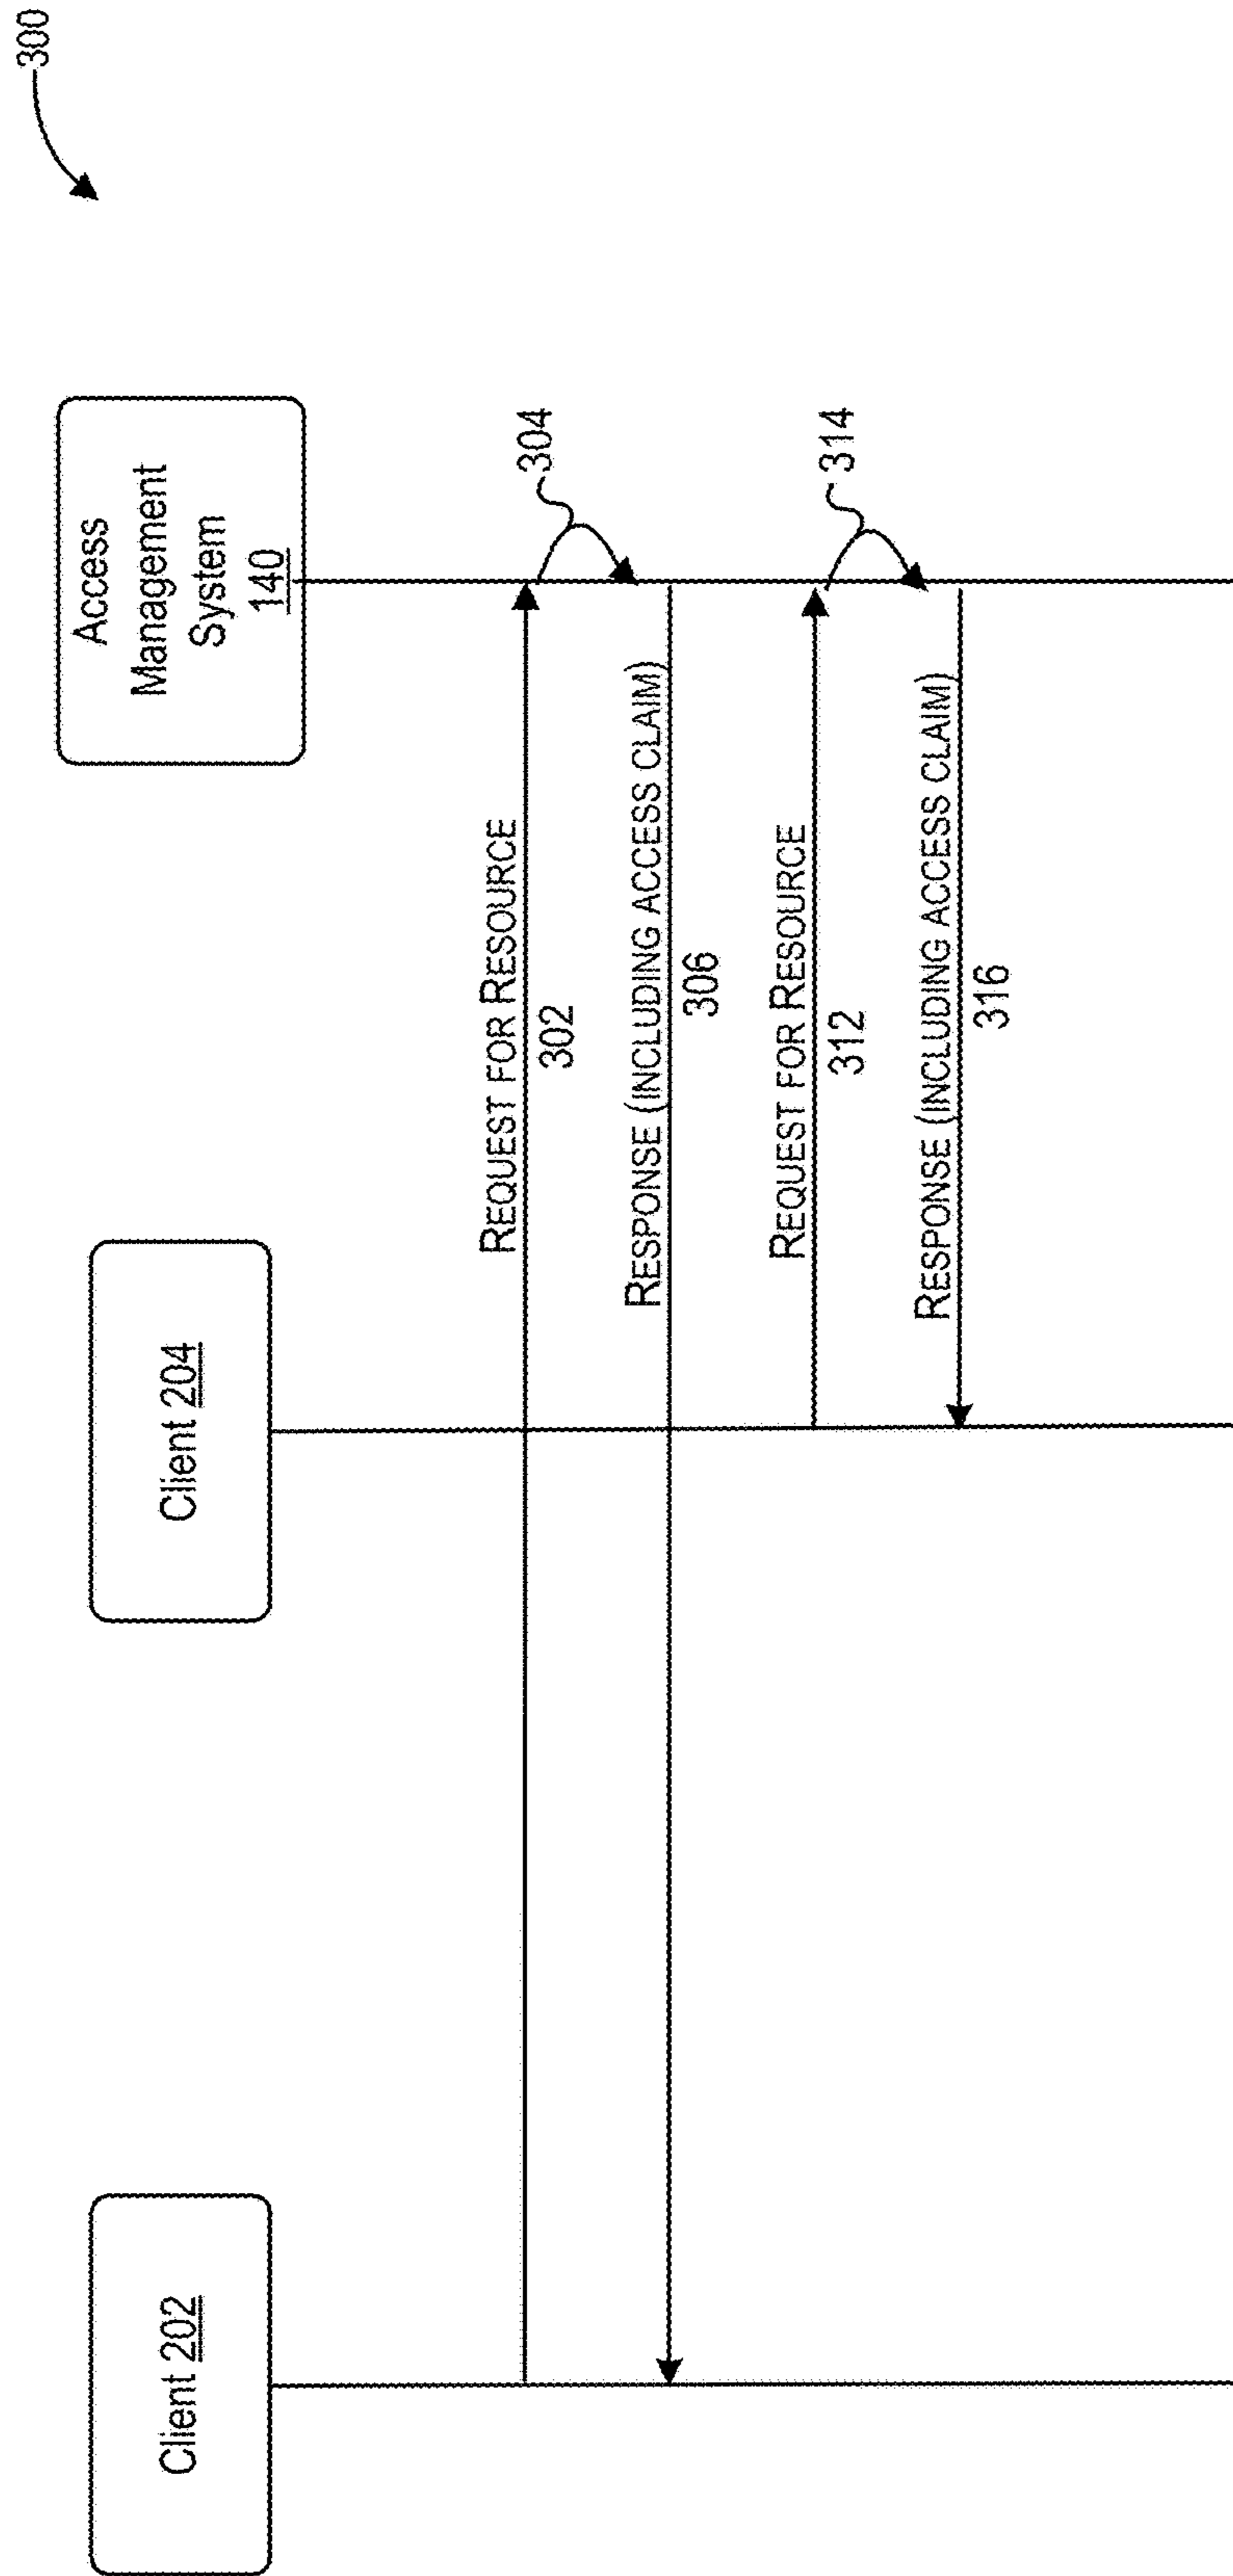 300
Client 202
Client 204
Access
Management
System
140
REQUEST FOR RESOURCE
302
304
RESPONSE (INCLUDING ACCESS CLAIM)
306
REQUEST FOR RESOURCE
312
314
RESPONSE (INCLUDING ACCESS CLAIM)
316